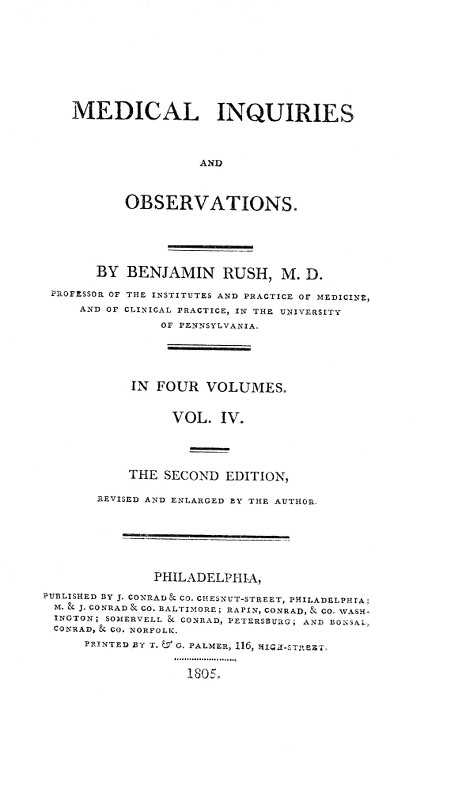 MEDICAL INQUIRIES
AND
OBSERVATIONS.
BY BENJAMIN RUSH, M. D.
PROFESSOR OF THE INSTITUTES AND PRACTICE OF MEDICINE,
AND OF CLINICAL PRACTICE, IN THE UNIVERSITY
OF PENNSYLVANIA.
IN FOUR VOLUMES.
VOL. IV.
THE SECOND EDITION,
REVISED AND ENLARGED BY THE AUTHOR.
PHILADELPHIA,
PUBLISHED BY J. CONRAD & CO. CHESNUT-STREET, PHILADELPHIA;
M. & J. CONRAD & CO. BALTIMORE; RAPIN, CONRAD, & CO. WASH-
INGTON; SOMERVELL & CONRAD, PETERSBURG; AND BONSAL,
CONRAD, & CO. NORFOLK.
PRINTED BY T. & G. PALMER, 116, HIGH-STREET.
1805.